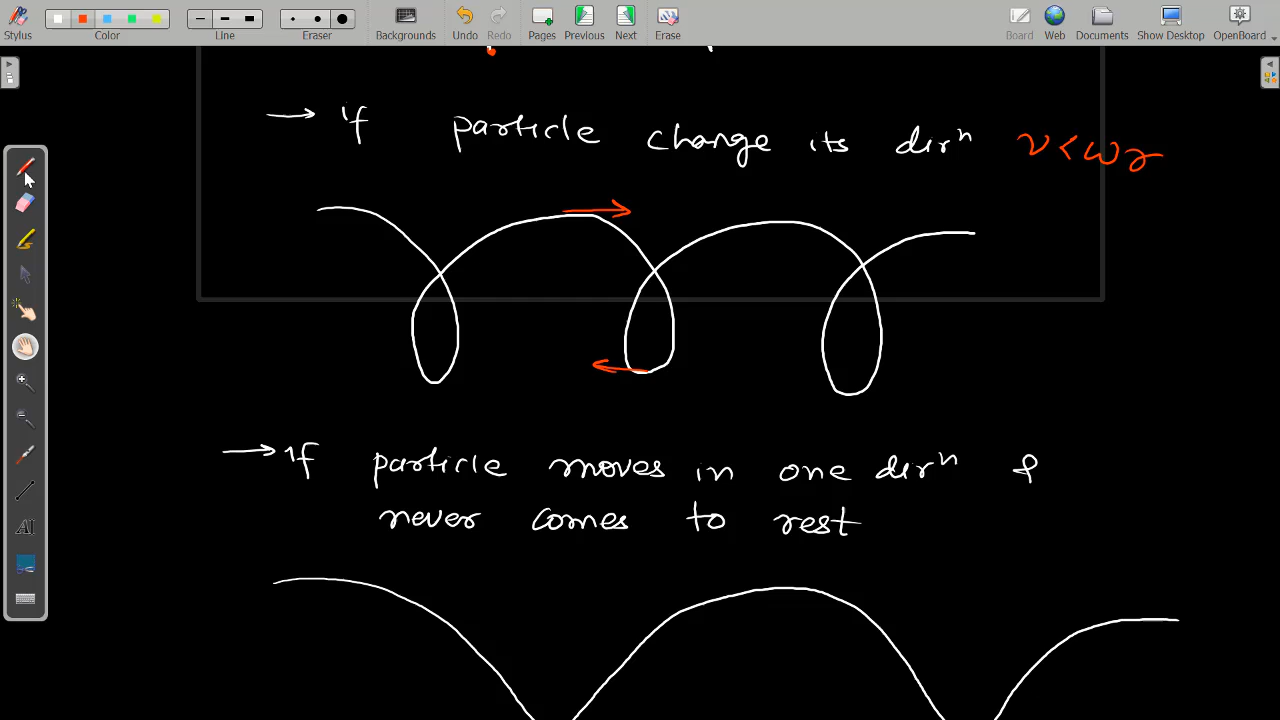 Stylus Color Line Eraser Backgrounds Undo Redo Pages Previous Next Erase Board Web Documents Show Desktop OpenBoard
→ if particle change its dirⁿ v<ωr
→ if particle moves in one dirⁿ &
never comes to rest
AI